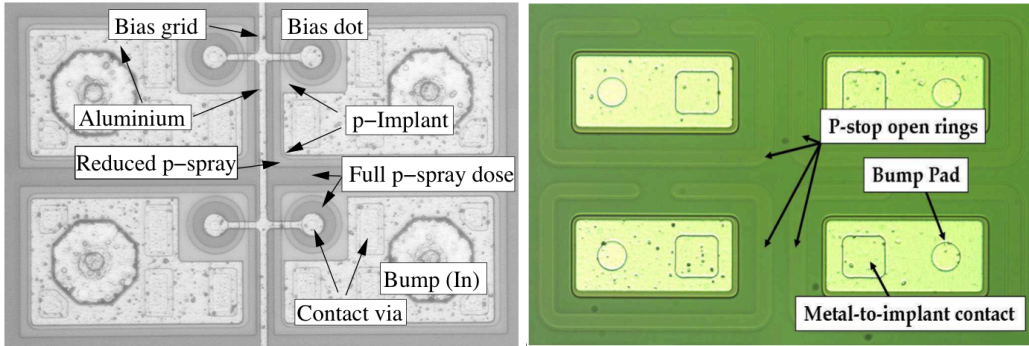 Bias grid
Bias dot
Aluminium
p−Implant
Reduced p−spray
Full p−spray dose
Bump (In)
Contact via
P-stop open rings
Bump Pad
Metal-to-implant contact